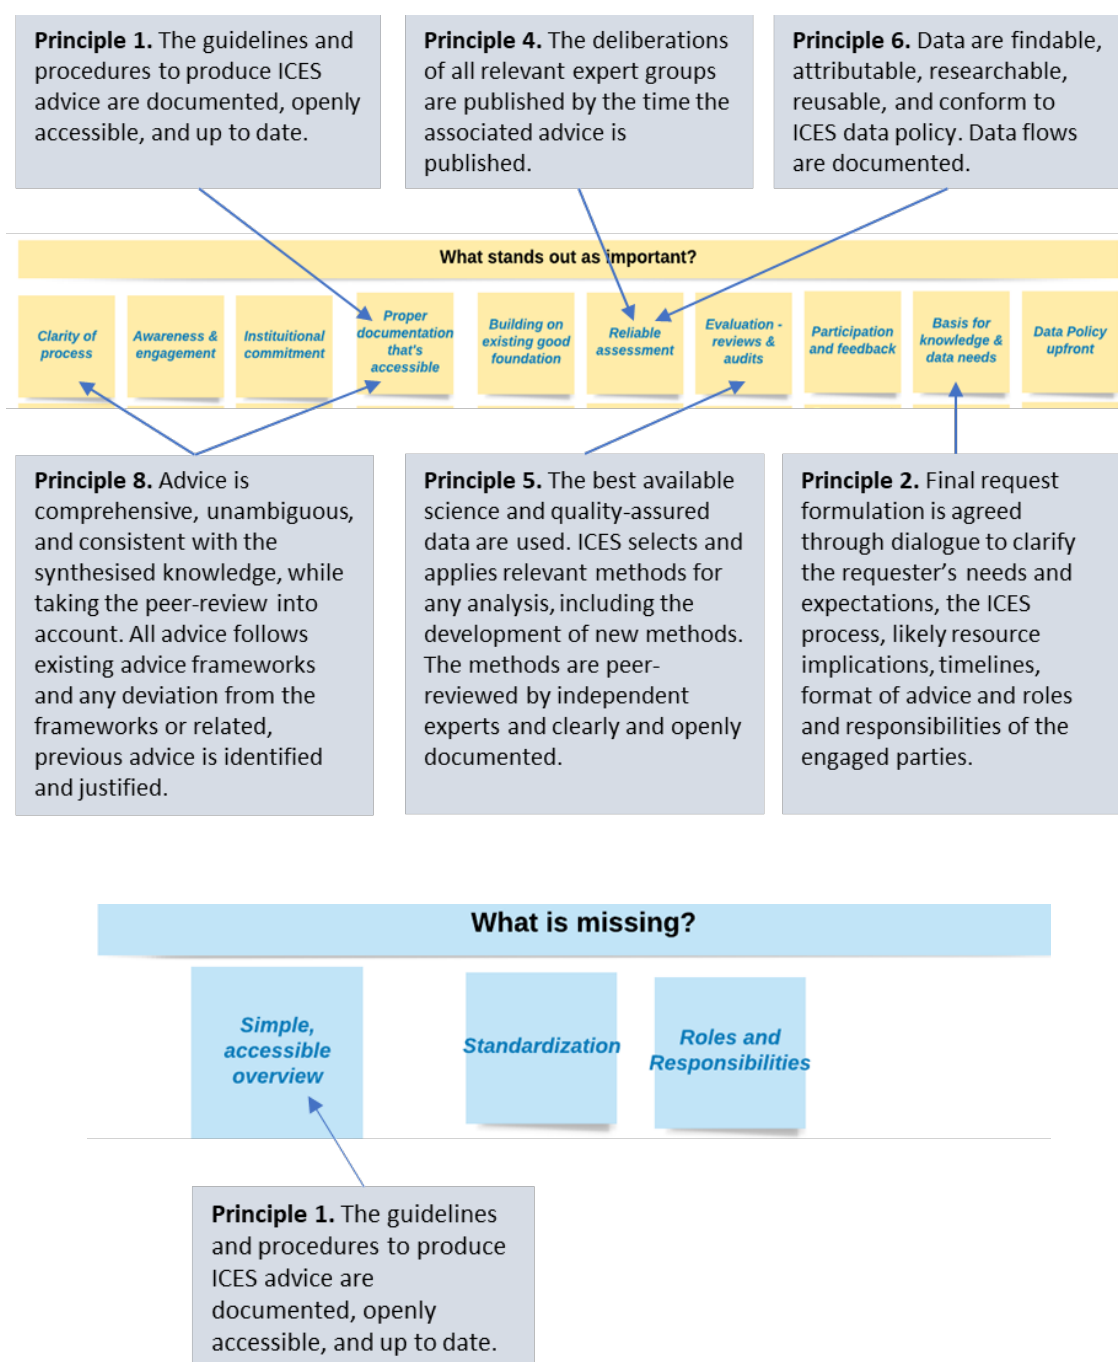 Principle 1. The guidelines and
procedures to produce ICES
advice are documented, openly
accessible, and up to date.
Principle 4. The deliberations
of all relevant expert groups
are published by the time the
associated advice is
published.
Principle 6. Data are findable,
attributable, researchable,
reusable, and conform to
ICES data policy. Data flows
are documented.
What stands out as important?
Clarity of
process
Awareness &
engagement
Instituitional
commitment
Proper
documentation
that's
accessible
Building on
existing good
foundation
Reliable
assessment
Evaluation -
reviews &
audits
Participation
and feedback
Basis for
knowledge &
data needs
Data Policy
upfront
Principle 8. Advice is
comprehensive, unambiguous,
and consistent with the
synthesised knowledge, while
taking the peer-review into
account. All advice follows
existing advice frameworks
and any deviation from the
frameworks or related,
previous advice is identified
and justified.
Principle 5. The best available
science and quality-assured
data are used. ICES selects and
applies relevant methods for
any analysis, including the
development of new methods.
The methods are peer-
reviewed by independent
experts and clearly and openly
documented.
Principle 2. Final request
formulation is agreed
through dialogue to clarify
the requester's needs and
expectations, the ICES
process, likely resource
implications, timelines,
format of advice and roles
and responsibilities of the
engaged parties.
What is missing?
Simple,
accessible
overview
Standardization
Roles and
Responsibilities
Principle 1. The guidelines
and procedures to produce
ICES advice are
documented, openly
accessible, and up to date.